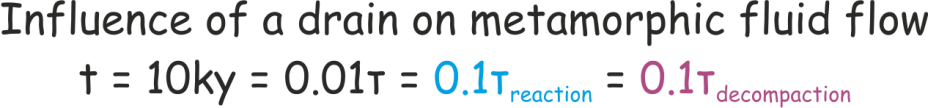 Influence of a drain on metamorphic fluid flow
t = 10ky = 0.01τ = 0.1τreaction = 0.1τdecompaction